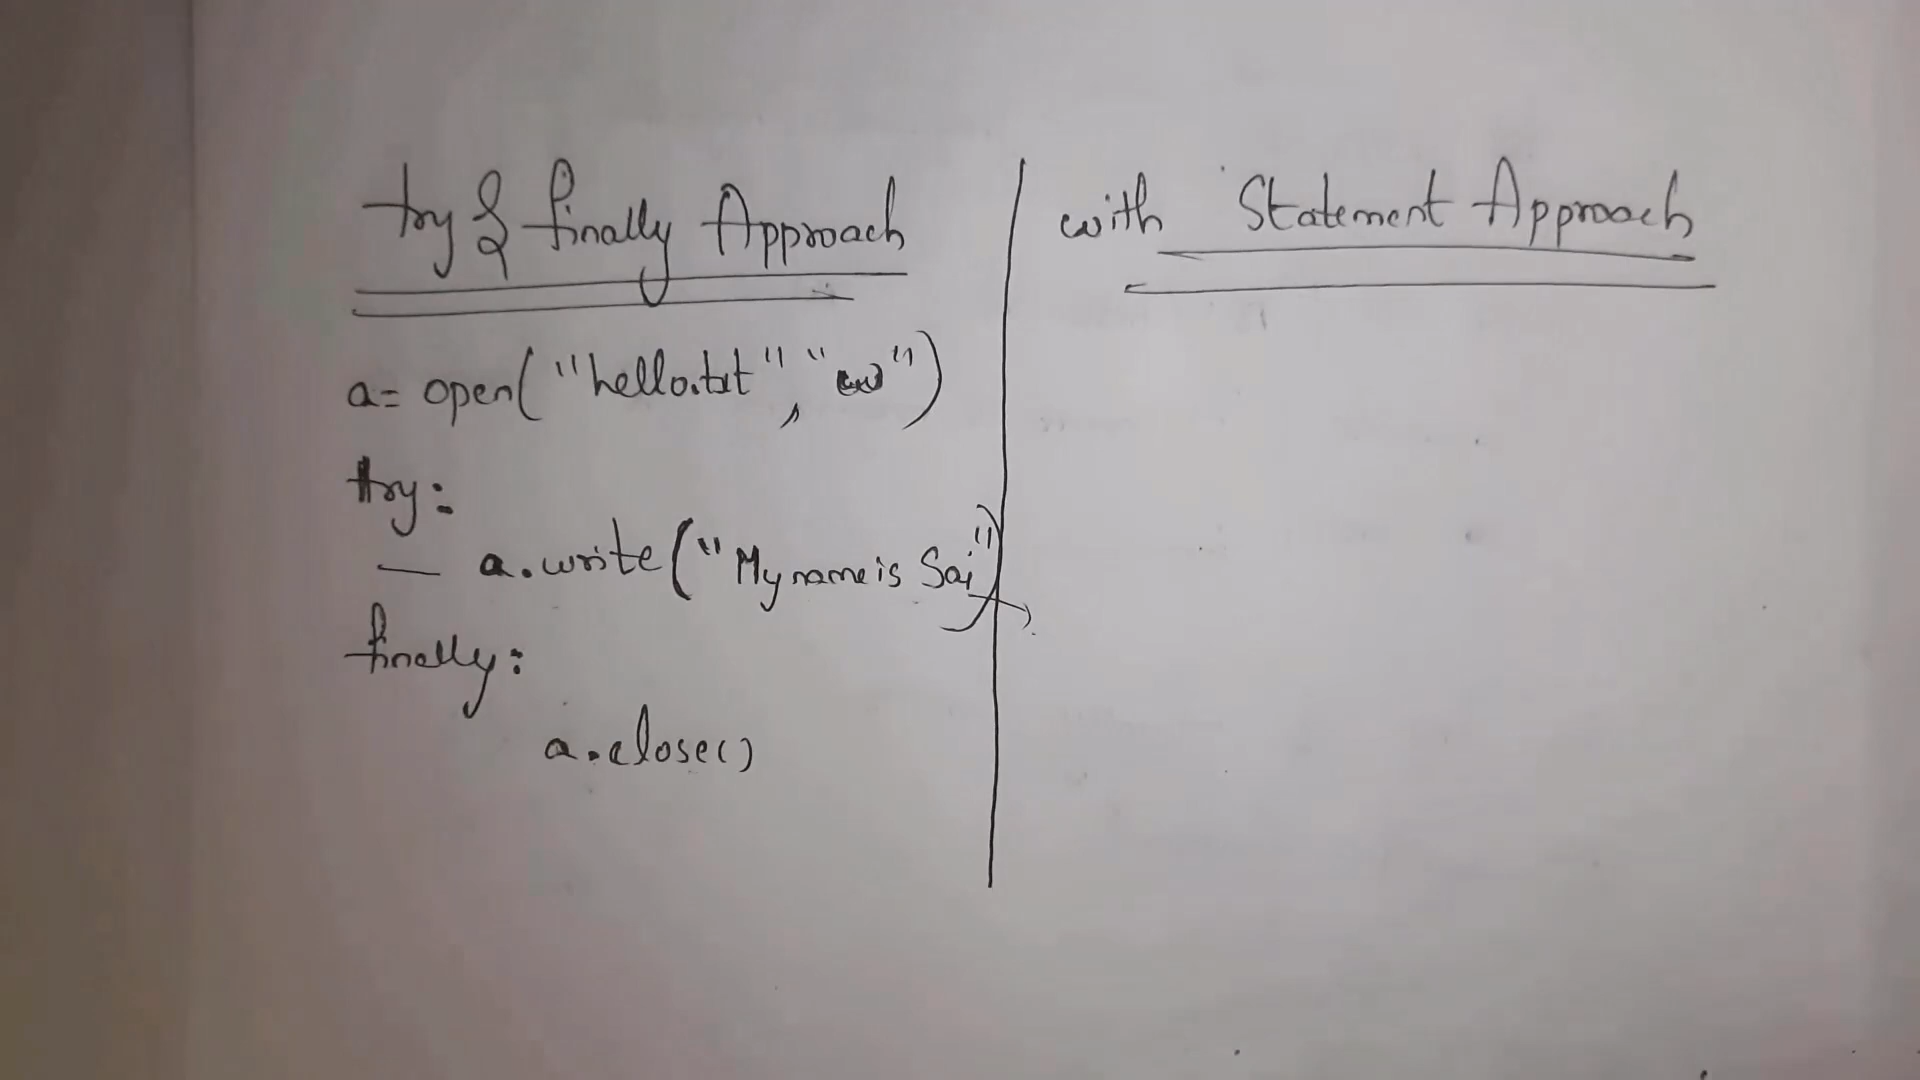 try & finally Approach
with Statement Approach
a= open("hello.txt", "w")
try:
a.write("My name is Sai")
finally:
a.close()